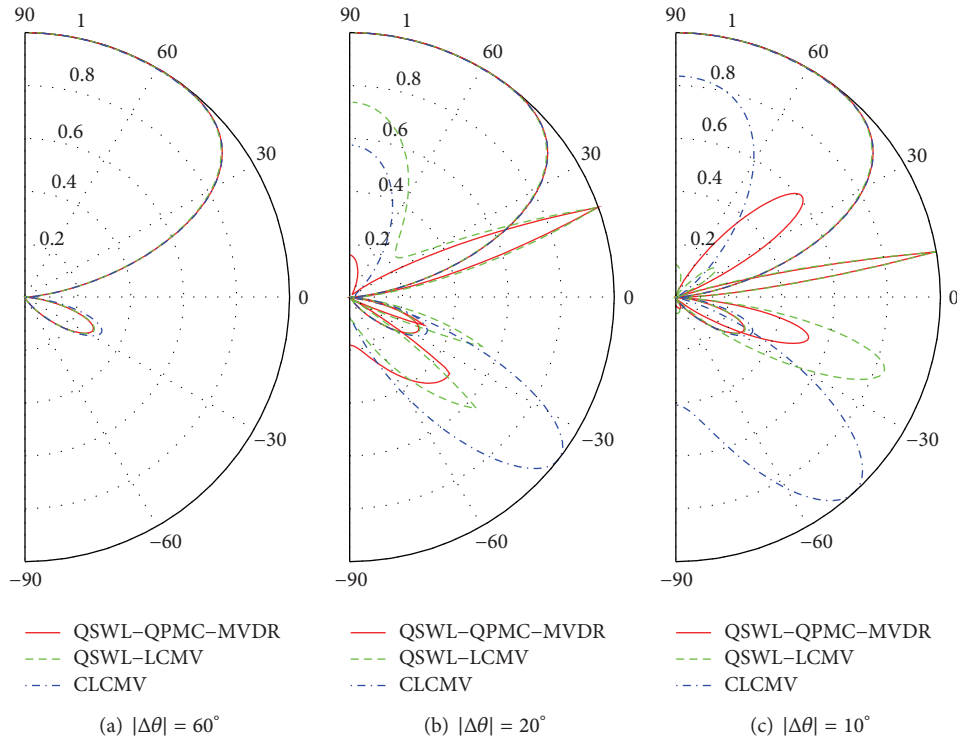 90 1
60
0.8
0.6
30
0.4
0.2
0
−30
−60
−90
QSWL−QPMC−MVDR
QSWL−LCMV
CLCMV
(a) |Δθ| = 60°
90 1
60
0.8
0.6
30
0.4
0.2
0
−30
−60
−90
QSWL−QPMC−MVDR
QSWL−LCMV
CLCMV
(b) |Δθ| = 20°
90 1
60
0.8
0.6
30
0.4
0.2
0
−30
−60
−90
QSWL−QPMC−MVDR
QSWL−LCMV
CLCMV
(c) |Δθ| = 10°